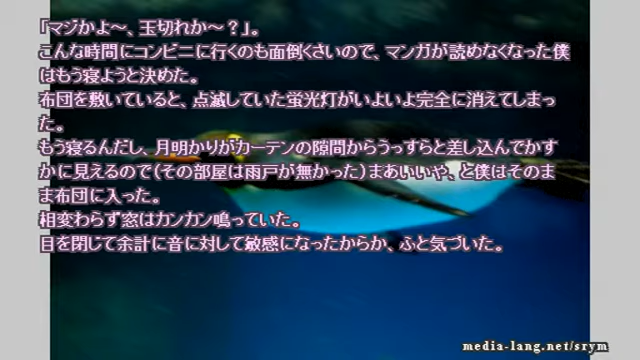 「マジかよ～、玉切れか～？」。
こんな時間にコンビニに行くのも面倒くさいので、マンガが読めなくなった僕
はもう寝ようと決めた。
布団を敷いていると、点滅していた蛍光灯がいよいよ完全に消えてしまっ
た。
もう寝るんだし、月明かりがカーテンの隙間からうっすらと差し込んでかす
かに見えるので（その部屋は雨戸が無かった）まあいいや、と僕はそのま
ま布団に入った。
相変わらず窓はカンカン鳴っていた。
目を閉じて余計に音に対して敏感になったからか、ふと気づいた。
media-lang.net/srym